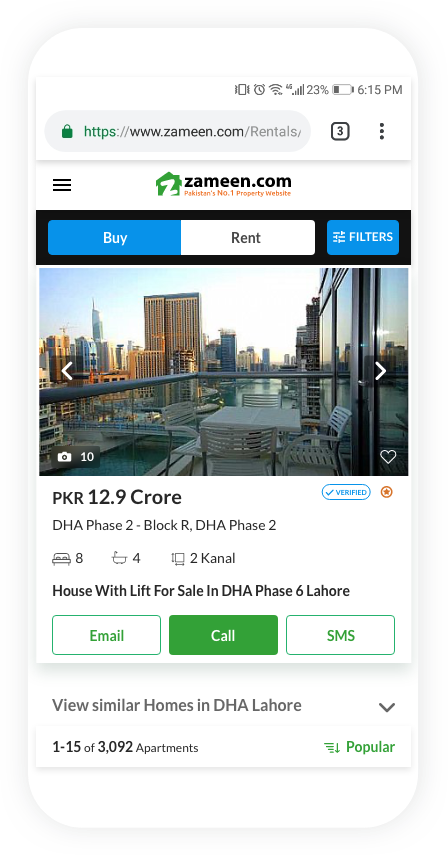 4G 23% 6:15 PM
https://www.zameen.com/Rentals/ 3
zameen.com
Pakistan's No.1 Property Website
Buy Rent FILTERS
10
PKR 12.9 Crore VERIFIED
DHA Phase 2 - Block R, DHA Phase 2
8 4 2 Kanal
House With Lift For Sale In DHA Phase 6 Lahore
Email Call SMS
View similar Homes in DHA Lahore
1-15 of 3,092 Apartments Popular